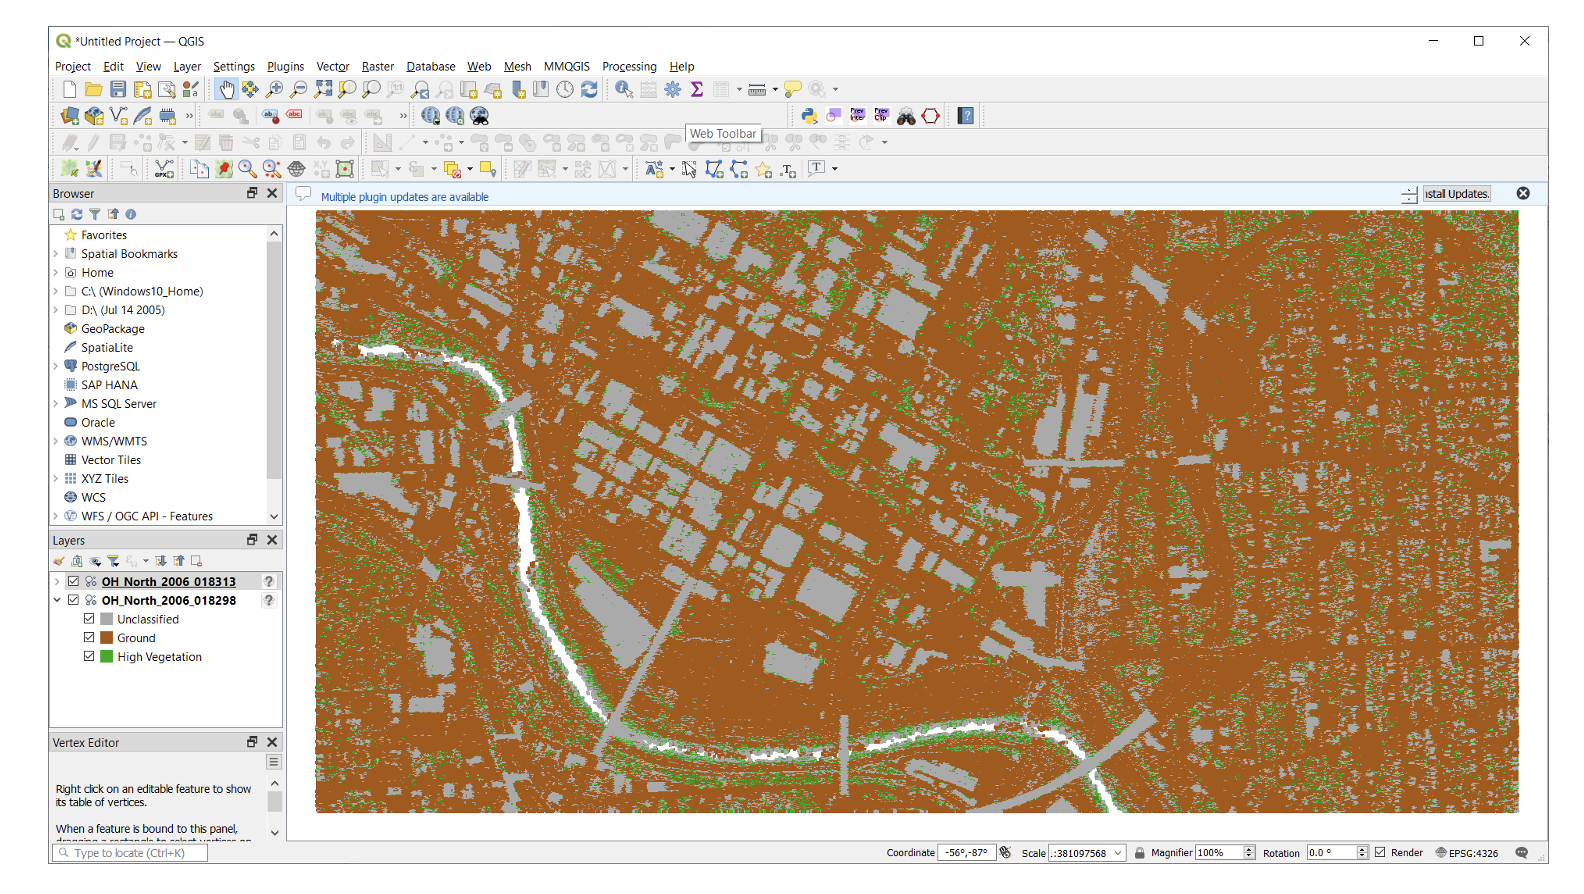 *Untitled Project — QGIS
Project Edit View Layer Settings Plugins Vector Raster Database Web Mesh MMQGIS Processing Help
Web Toolbar
Browser
Multiple plugin updates are available
nstall Updates.
Favorites
Spatial Bookmarks
Home
C:\ (Windows10_Home)
D:\ (Jul 14 2005)
GeoPackage
SpatiaLite
PostgreSQL
SAP HANA
MS SQL Server
Oracle
WMS/WMTS
Vector Tiles
XYZ Tiles
WCS
WFS / OGC API - Features
Layers
OH_North_2006_018313
OH_North_2006_018298
Unclassified
Ground
High Vegetation
Vertex Editor
Right click on an editable feature to show
its table of vertices.
When a feature is bound to this panel,
Type to locate (Ctrl+K)
Coordinate -56°,-87° Scale .:381097568 Magnifier 100% Rotation 0.0 ° Render EPSG:4326